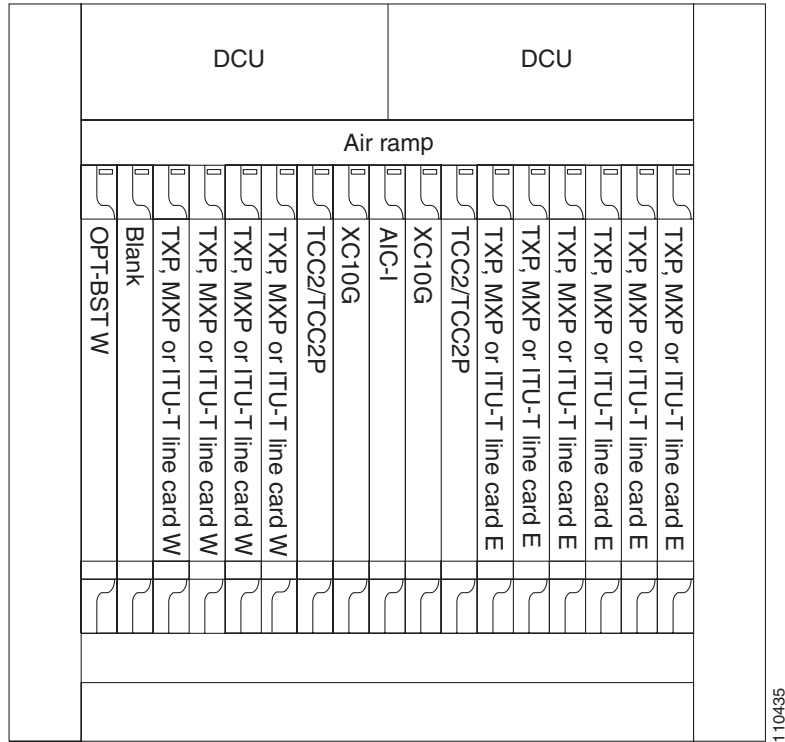 DCU
DCU
Air ramp
OPT-BST W
Blank
TXP, MXP or ITU-T line card W
TXP, MXP or ITU-T line card W
TXP, MXP or ITU-T line card W
TXP, MXP or ITU-T line card W
TCC2/TCC2P
XC10G
AIC-I
XC10G
TCC2/TCC2P
TXP, MXP or ITU-T line card E
TXP, MXP or ITU-T line card E
TXP, MXP or ITU-T line card E
TXP, MXP or ITU-T line card E
TXP, MXP or ITU-T line card E
TXP, MXP or ITU-T line card E
110435